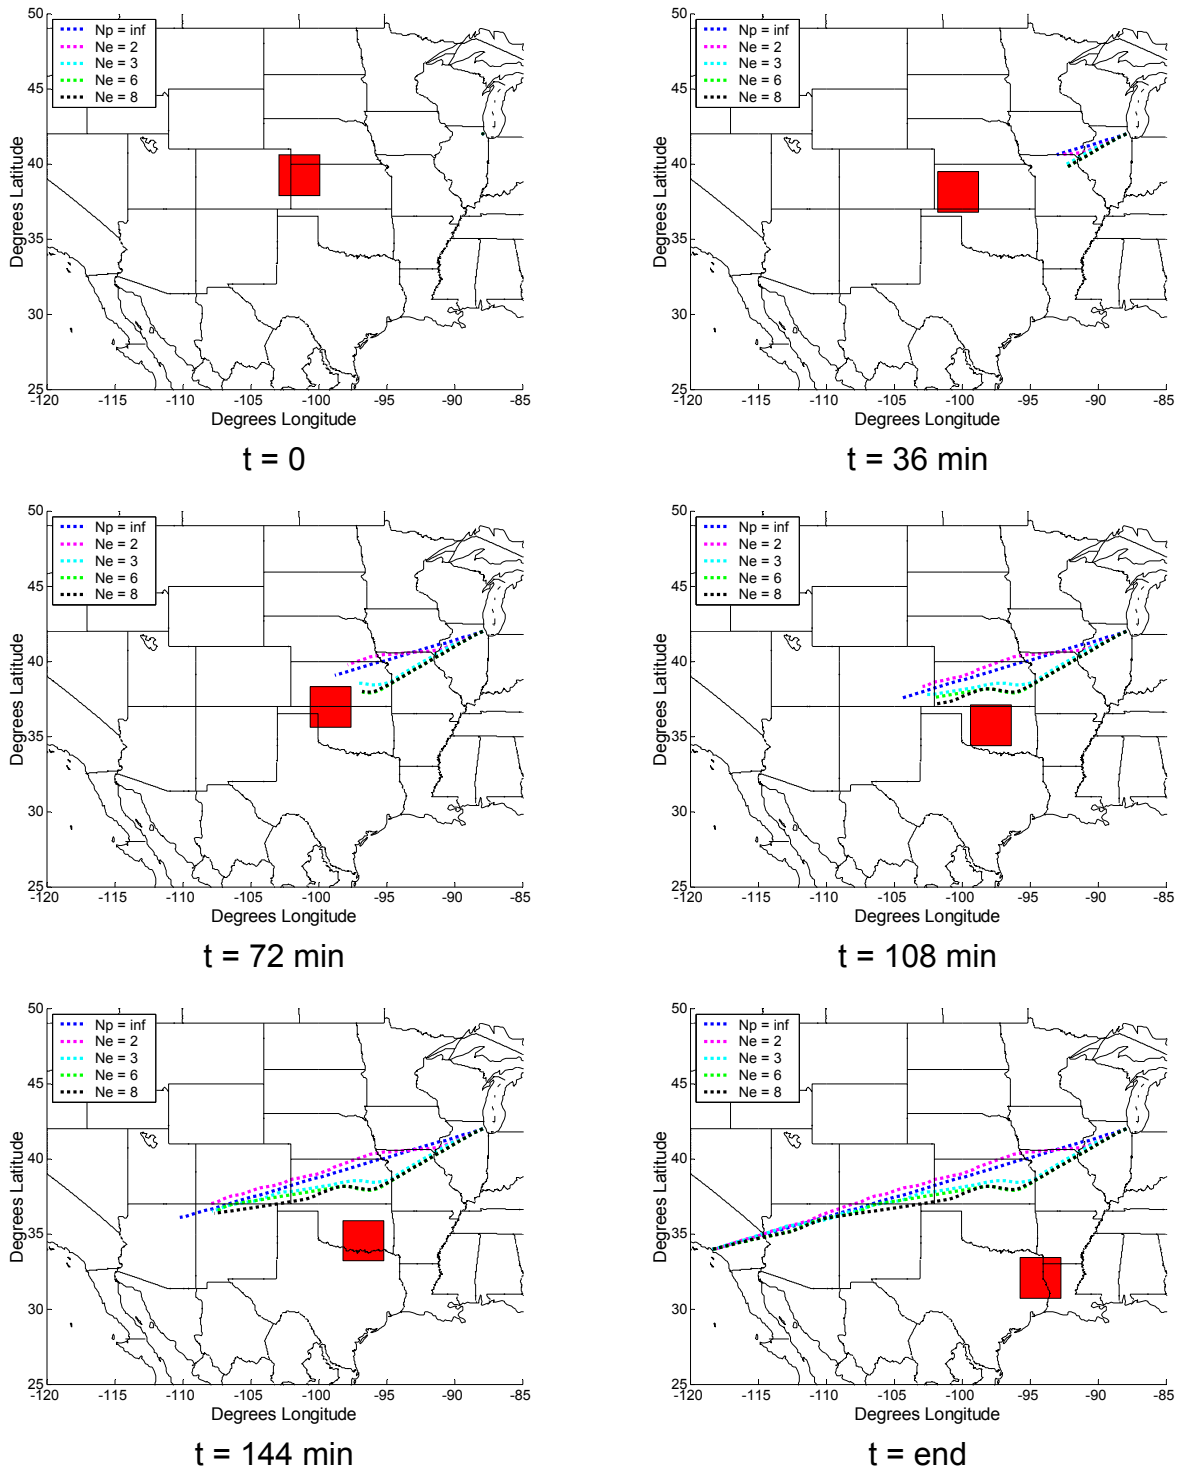 50
45
40
35
30
25
Degrees Latitude
Np = inf
Ne = 2
Ne = 3
Ne = 6
Ne = 8
-120 -115 -110 -105 -100 -95 -90 -85
Degrees Longitude
t = 0
50
45
40
35
30
25
Degrees Latitude
Np = inf
Ne = 2
Ne = 3
Ne = 6
Ne = 8
-120 -115 -110 -105 -100 -95 -90 -85
Degrees Longitude
t = 36 min
50
45
40
35
30
25
Degrees Latitude
Np = inf
Ne = 2
Ne = 3
Ne = 6
Ne = 8
-120 -115 -110 -105 -100 -95 -90 -85
Degrees Longitude
t = 72 min
50
45
40
35
30
25
Degrees Latitude
Np = inf
Ne = 2
Ne = 3
Ne = 6
Ne = 8
-120 -115 -110 -105 -100 -95 -90 -85
Degrees Longitude
t = 108 min
50
45
40
35
30
25
Degrees Latitude
Np = inf
Ne = 2
Ne = 3
Ne = 6
Ne = 8
-120 -115 -110 -105 -100 -95 -90 -85
Degrees Longitude
t = 144 min
50
45
40
35
30
25
Degrees Latitude
Np = inf
Ne = 2
Ne = 3
Ne = 6
Ne = 8
-120 -115 -110 -105 -100 -95 -90 -85
Degrees Longitude
t = end